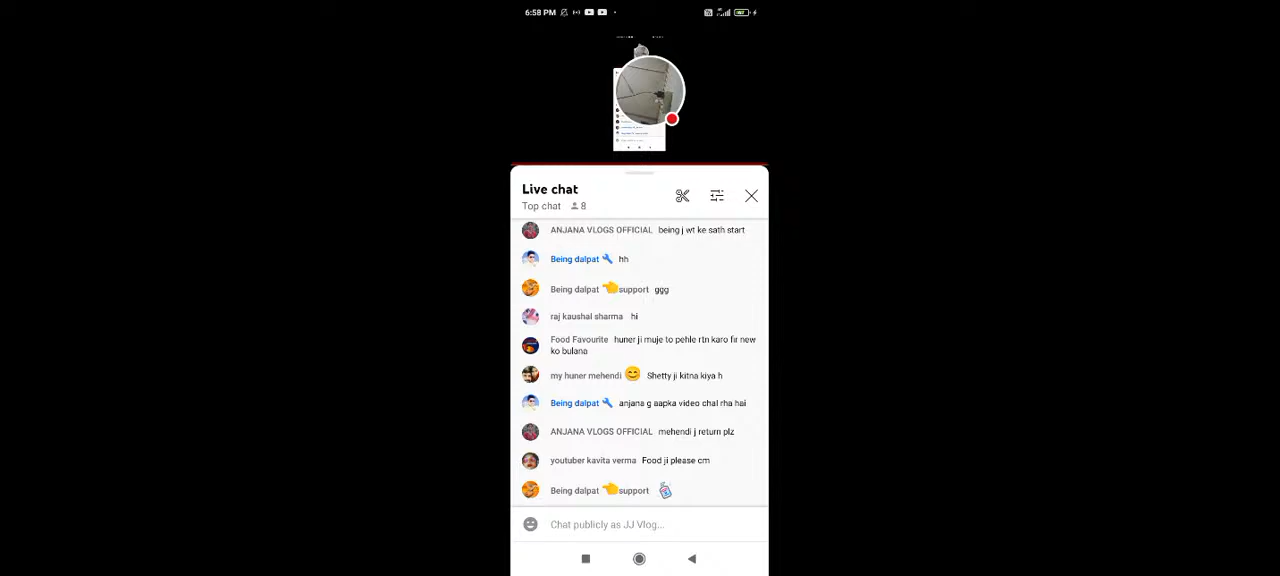 6:58 PM
Live chat
Top chat 8
ANJANA VLOGS OFFICIAL being j wt ke sath start
Being dalpat hh
Being dalpat 👈support ggg
raj kaushal sharma hi
Food Favourite huner ji muje to pehle rtn karo fir new
ko bulana
my huner mehendi 😊 Shetty ji kitna kiya h
Being dalpat anjana g aapka video chal rha hai
ANJANA VLOGS OFFICIAL mehendi j return plz
youtuber kavita verma Food ji please cm
Being dalpat 👈support
Chat publicly as JJ Vlog...